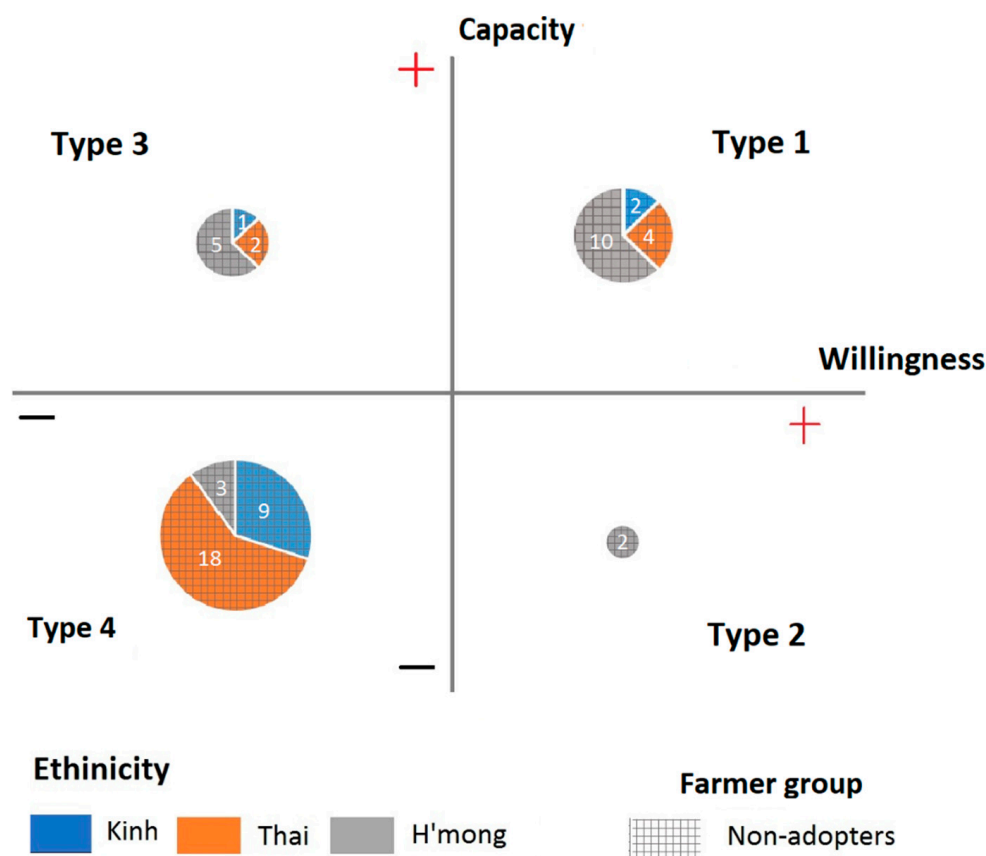 Capacity
+
Type 3
Type 1
1
2
5
2
10
4
Willingness
—
+
3
9
18
2
Type 4
Type 2
—
Ethinicity
Farmer group
Kinh
Thai
H'mong
Non-adopters